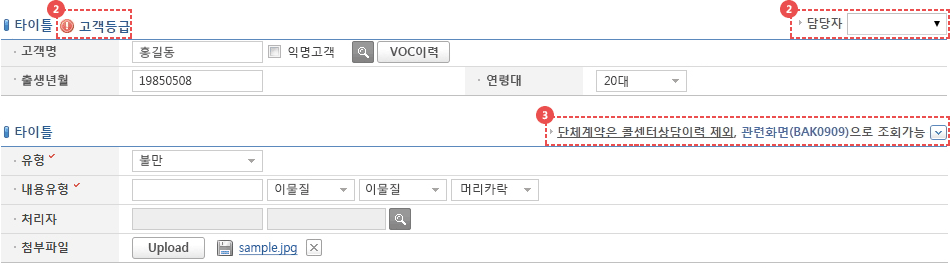 2 2
타이틀 고객등급 담당자
고객명 홍길동 익명고객 VOC이력
출생년월 19850508 연령대 20대
3
타이틀 단체계약은 콜센터상담이력 제외, 관련화면(BAK0909)으로 조회가능
유형 불만
내용유형 이물질 이물질 머리카락
처리자
첨부파일 Upload sample.jpg